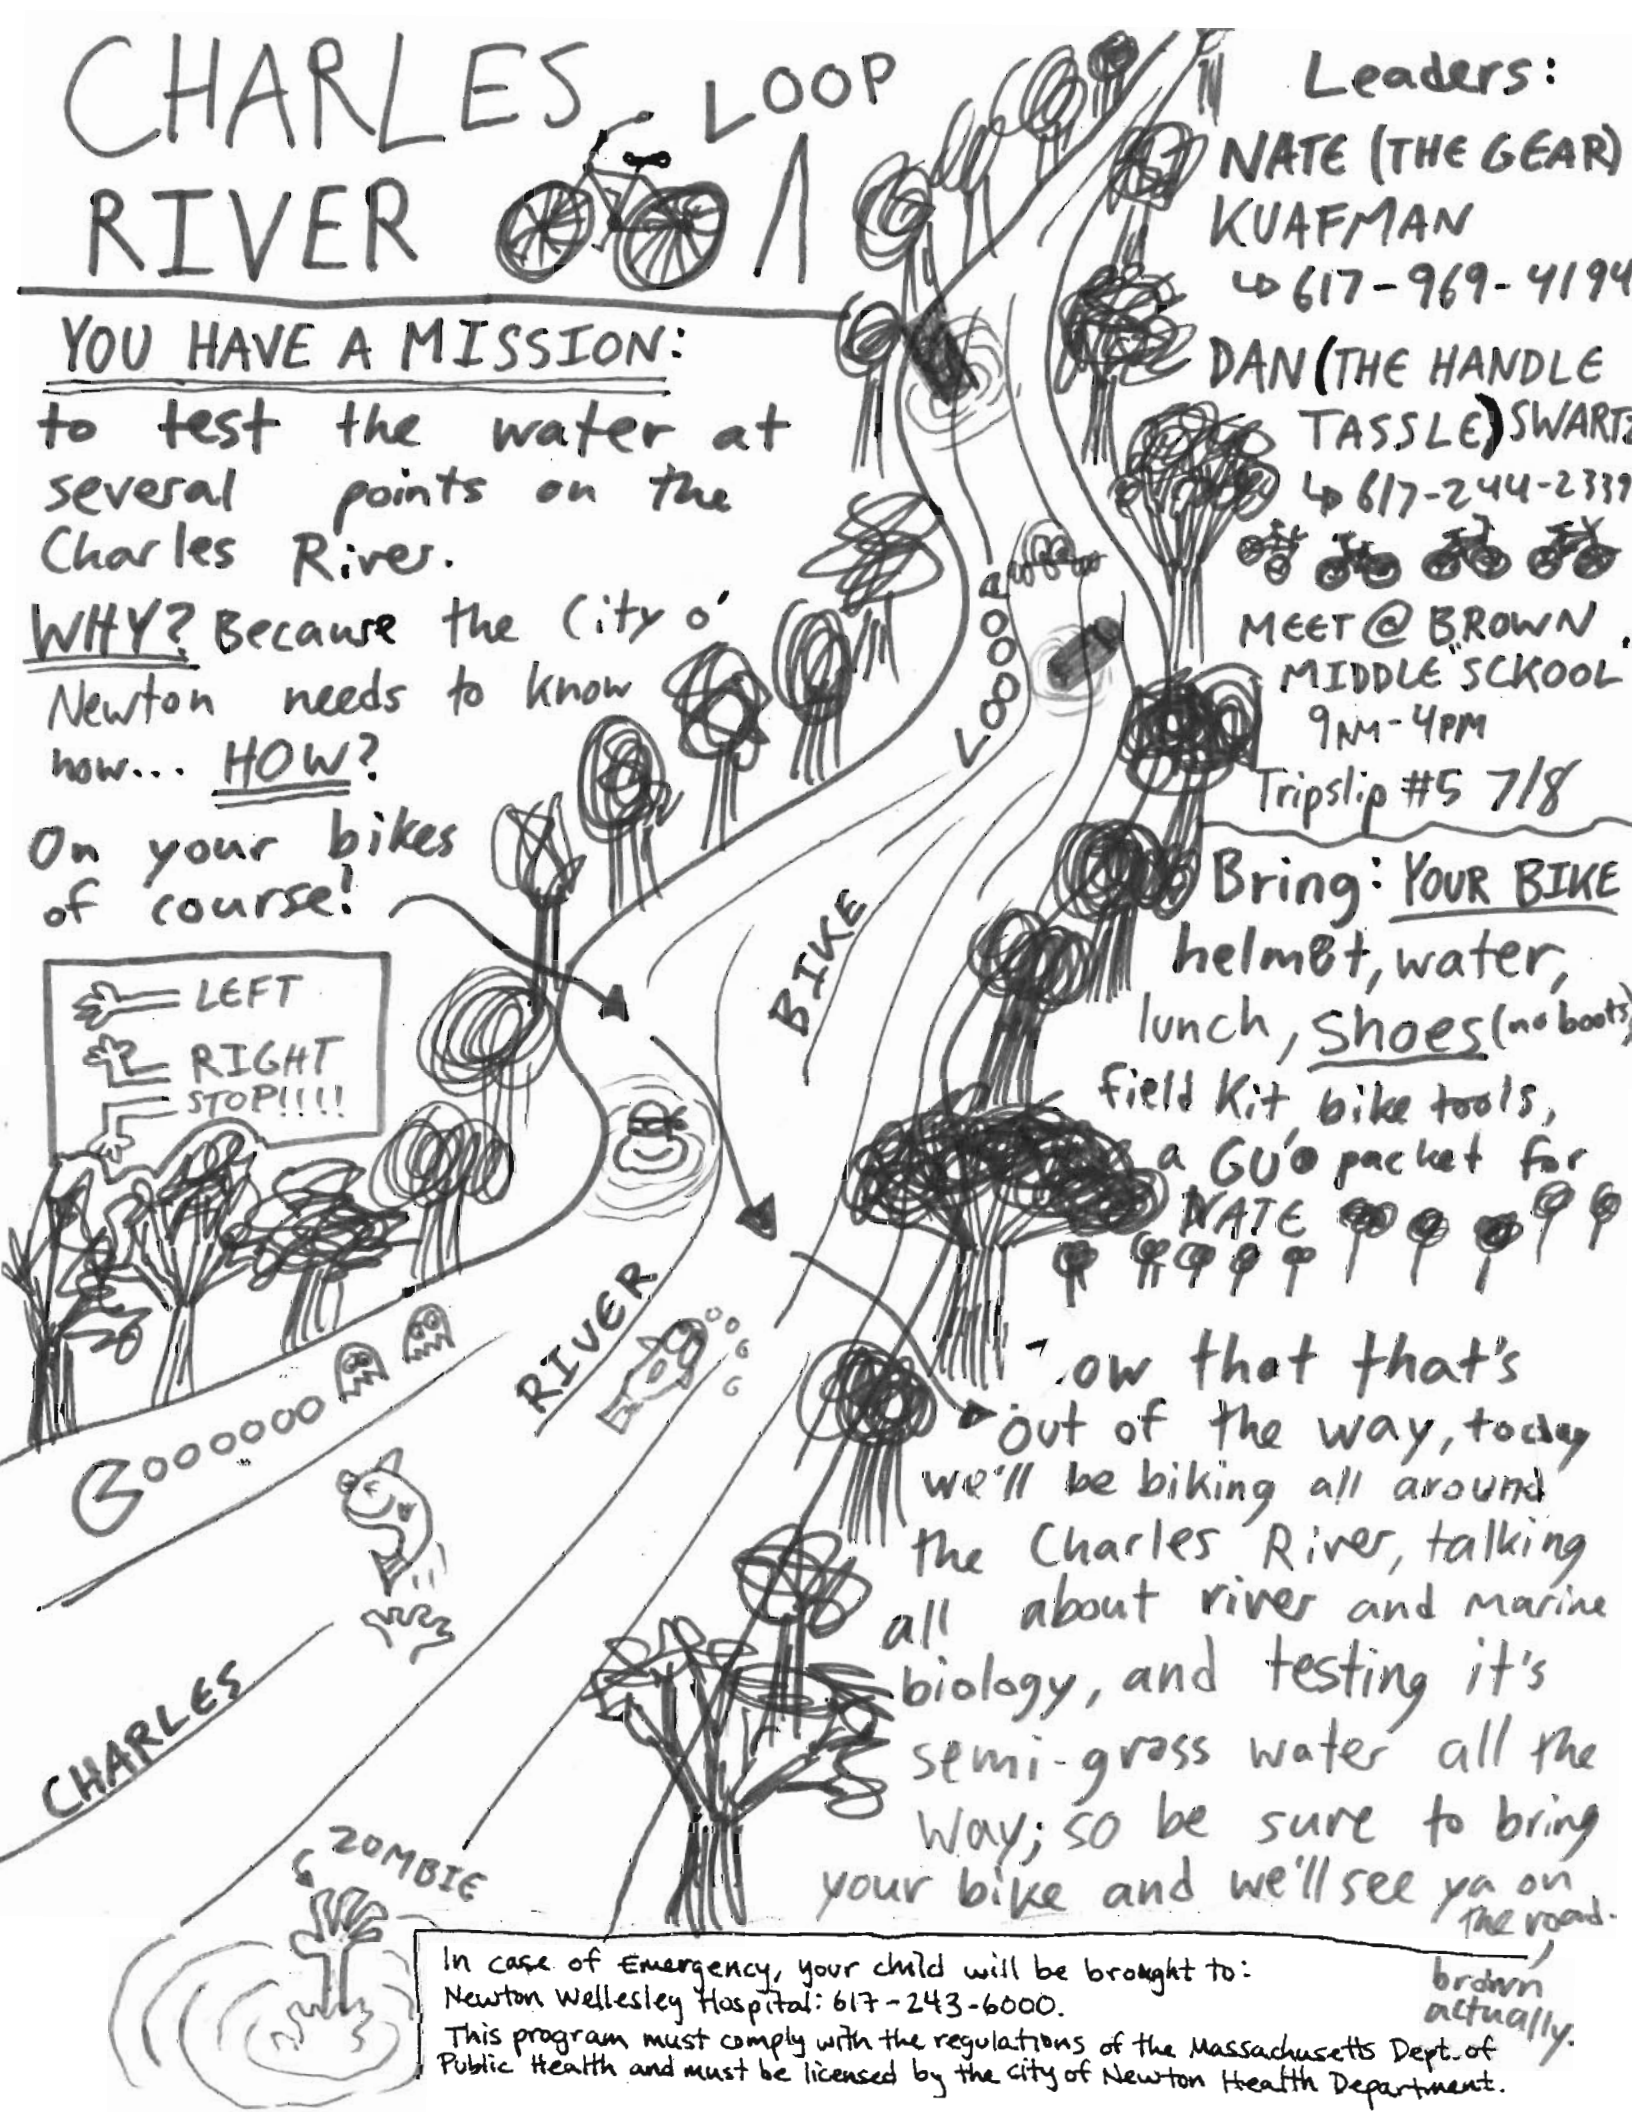 CHARLES
RIVER
LOOP
YOU HAVE A MISSION:
to test the water at
several points on the
Charles River.
WHY? Because the City o'
Newton needs to know
now... HOW?
On your bikes
of course!
LEFT
RIGHT
STOP!!!!
Leaders:
NATE (THE GEAR)
KUAFMAN
↳ 617-969-4194
DAN (THE HANDLE
TASSLE) SWARTZ
↳ 617-244-2339
MEET @ BROWN
MIDDLE SCKOOL
9AM-4PM
Tripslip #5 7/8
Bring: YOUR BIKE
helmet, water,
lunch, shoes (no boots)
field kit, bike tools,
a GU'o packet for
NATE
LOOP
BIKE
RIVER
CHARLES
ZOMBIE
ow that that's
out of the way, today
we'll be biking all around
the Charles River, talking
all about river and marine
biology, and testing it's
semi-gross water all the
way; so be sure to bring
your bike and we'll see ya on
the road.
brown
actually.
In case of Emergency, your child will be brought to:
Newton Wellesley Hospital: 617-243-6000.
This program must comply with the regulations of the Massachusetts Dept. of
Public Health and must be licensed by the city of Newton Health Department.